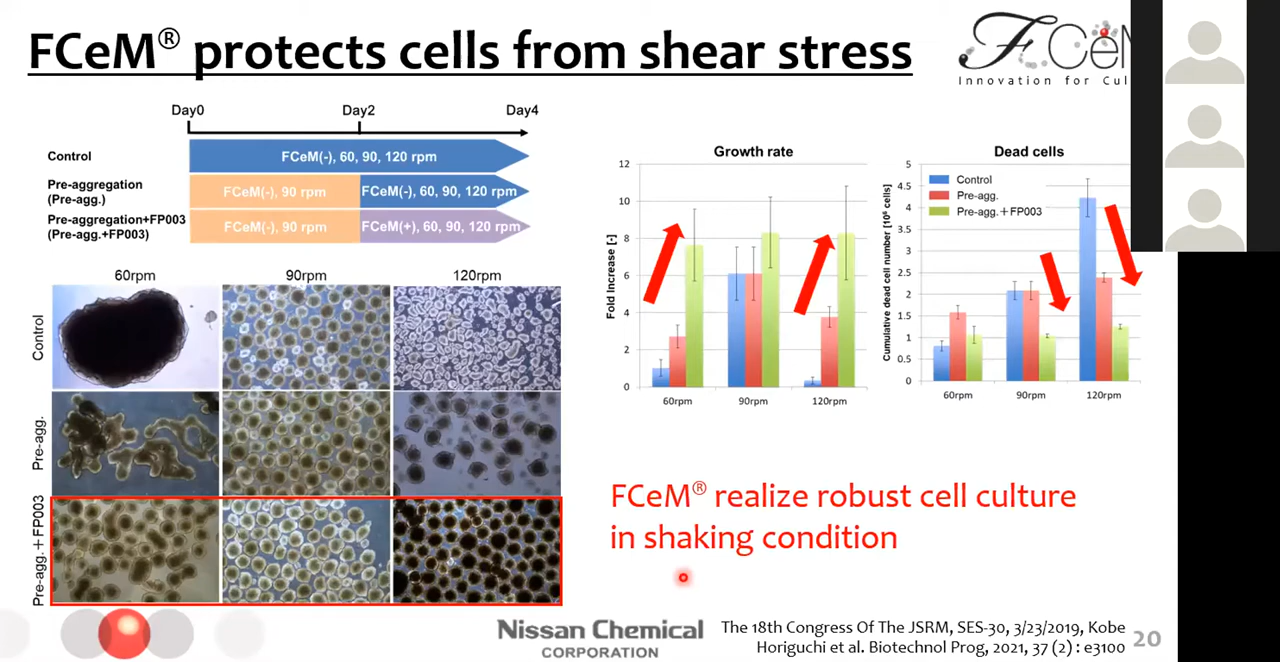 FCeM® protects cells from shear stress
F.CeM
Innovation for Cul
Day0 Day2 Day4
Control
FCeM(-), 60, 90, 120 rpm
Pre-aggregation
(Pre-agg.)
FCeM(-), 90 rpm
FCeM(-), 60, 90, 120 rpm
Pre-aggregation+FP003
(Pre-agg.+FP003)
FCeM(-), 90 rpm
FCeM(+), 60, 90, 120 rpm
60rpm 90rpm 120rpm
Control
Pre-agg.
Pre-agg.+FP003
Growth rate
Fold Increase [-]
12
10
8
6
4
2
0
60rpm 90rpm 120rpm
Dead cells
Cumulative dead cell number [10⁶ cells]
5
4.5
4
3.5
3
2.5
2
1.5
1
0.5
0
Control
Pre-agg.
Pre-agg.+FP003
60rpm 90rpm 120rpm
FCeM® realize robust cell culture
in shaking condition
Nissan Chemical
CORPORATION
The 18th Congress Of The JSRM, SES-30, 3/23/2019, Kobe
Horiguchi et al. Biotechnol Prog, 2021, 37 (2) : e3100
20